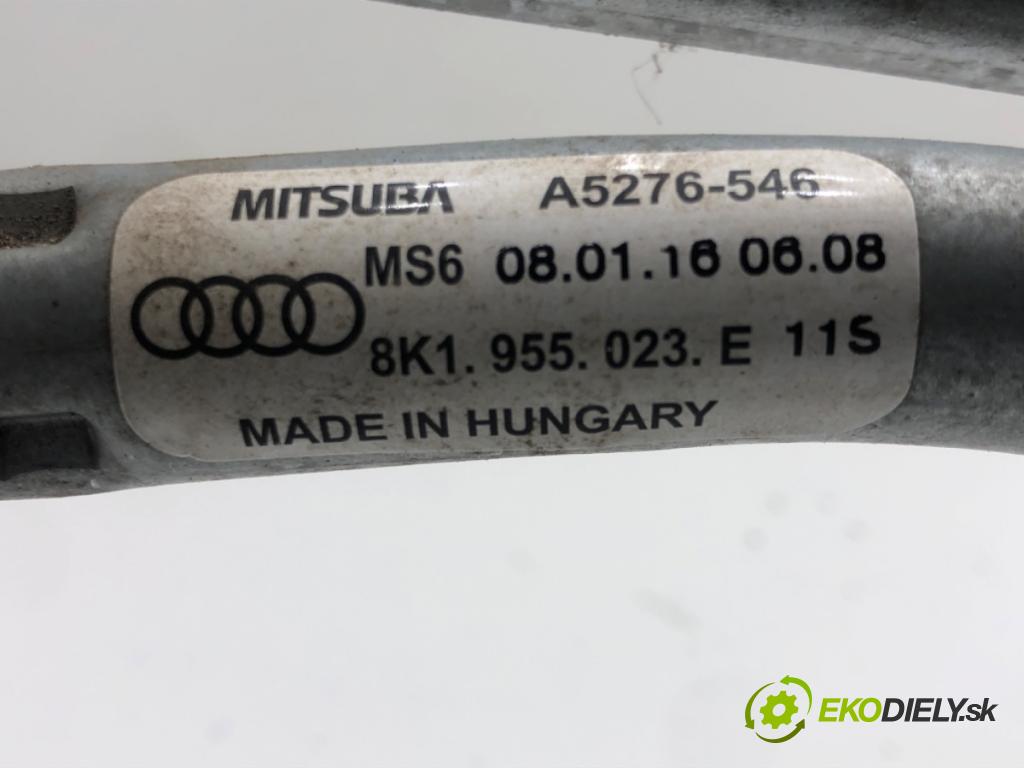 MITSUBA A5276-546
MS6 08.01.16 06.08
8K1. 955. 023. E 11S
MADE IN HUNGARY
EKODIELY.sk